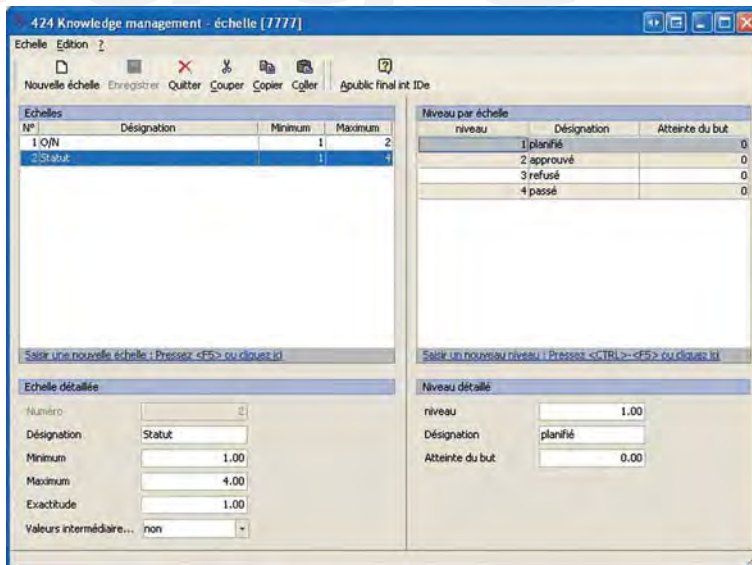 424 Knowledge management - échelle [7777]
Echelle Edition ?
Nouvelle échelle Enregistrer Quitter Couper Copier Coller Apublic final int IDe
Echelles
N° Désignation Minimum Maximum
1 O/N 1 2
2 Statut 1 4
Saisir une nouvelle échelle : Pressez <F5> ou cliquez ici
Niveau par échelle
niveau Désignation Atteinte du but
1 planifié 0
2 approuvé 0
3 refusé 0
4 passé 0
Saisir un nouveau niveau : Pressez <CTRL>-<F5> ou cliquez ici
Echelle détaillée
Numéro 2
Désignation Statut
Minimum 1.00
Maximum 4.00
Exactitude 1.00
Valeurs intermédiaire... non
Niveau détaillé
niveau 1.00
Désignation planifié
Atteinte du but 0.00